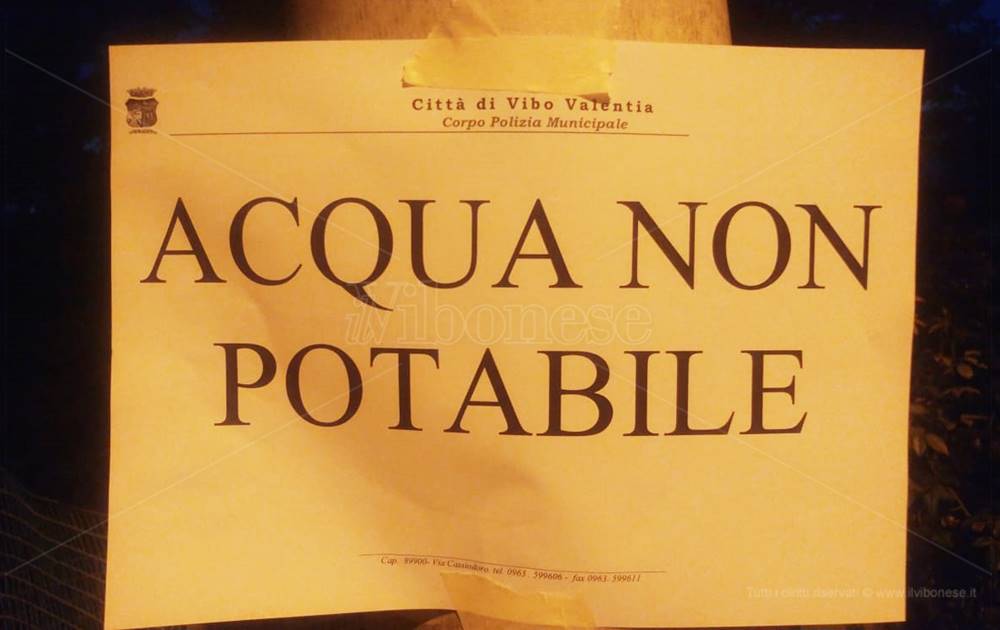 Città di Vibo Valentia
Corpo Polizia Municipale
ACQUA NON
ilVibonese
POTABILE
Cap. 89900- Via Cassiodoro, tel. 0963. 599606 - fax 0963. 599611
Tutti i diritti riservati © www.ilvibonese.it